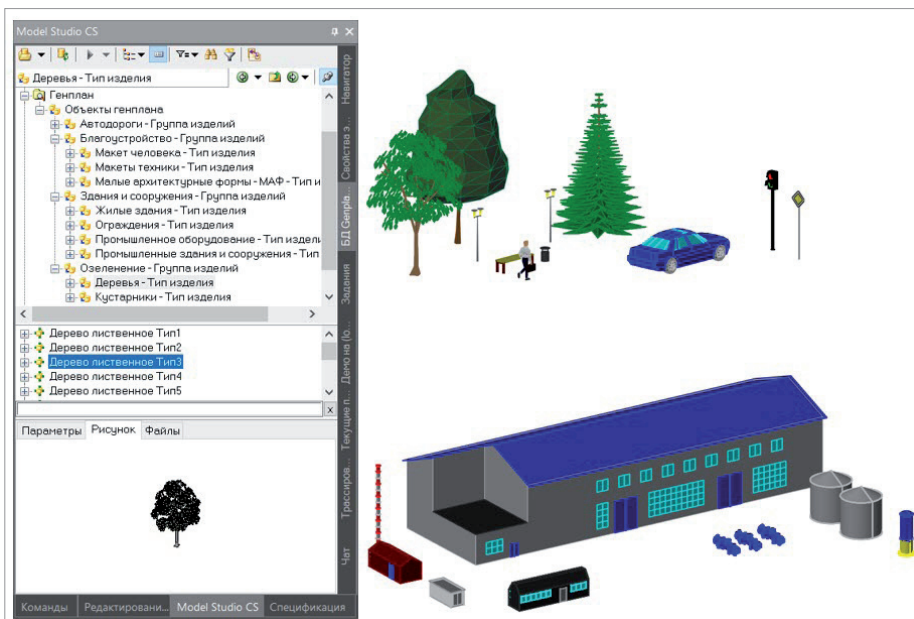 Model Studio CS
Деревья - Тип изделия
Генплан
Объекты генплана
Автодороги - Группа изделий
Благоустройство - Группа изделий
Макет человека - Тип изделия
Макеты техники - Тип изделия
Малые архитектурные формы - МАФ - Тип и
Здания и сооружения - Группа изделий
Жилые здания - Тип изделия
Ограждения - Тип изделия
Промышленное оборудование - Тип издели
Промышленные здания и сооружения - Тип
Озеленение - Группа изделий
Деревья - Тип изделия
Кустарники - Тип изделия
Дерево лиственное Тип1
Дерево лиственное Тип2
Дерево лиственное Тип3
Дерево лиственное Тип4
Дерево лиственное Тип5
x
Параметры Рисунок Файлы
Навигатор
Свойства э...
БД Genpla...
Задания
Демо на (lo...
Текущие п...
Трассиров...
Чат
Команды Редактировани... Model Studio CS Спецификация